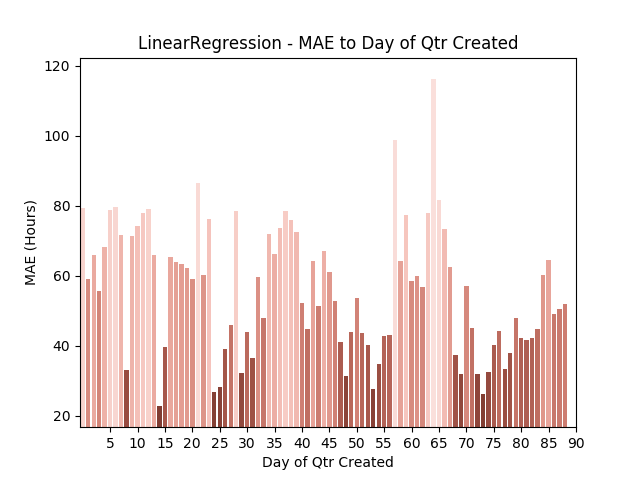 LinearRegression - MAE to Day of Qtr Created
120
100
80
60
40
20
MAE (Hours)
5 10 15 20 25 30 35 40 45 50 55 60 65 70 75 80 85 90
Day of Qtr Created